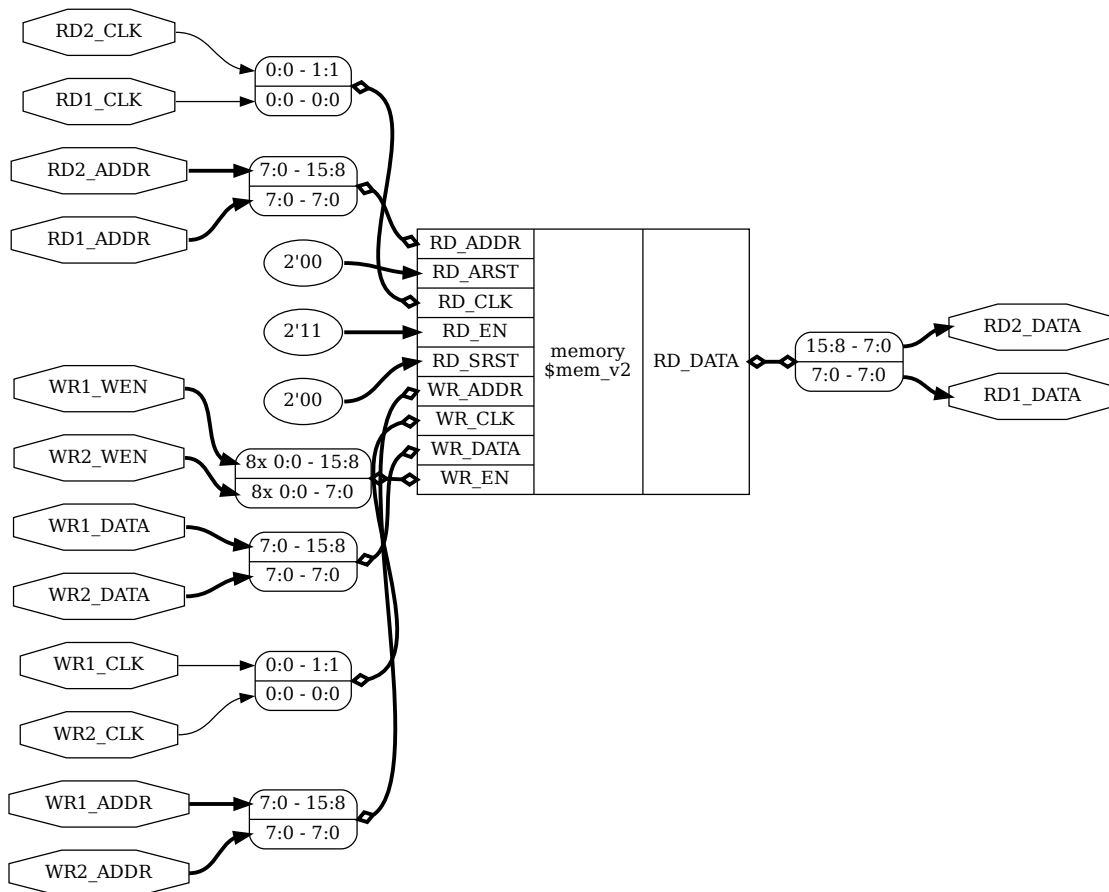 RD2_CLK
RD1_CLK
0:0 - 1:1
0:0 - 0:0
RD2_ADDR
RD1_ADDR
7:0 - 15:8
7:0 - 7:0
2'00
2'11
2'00
WR1_WEN
WR2_WEN
8x 0:0 - 15:8
8x 0:0 - 7:0
WR1_DATA
WR2_DATA
7:0 - 15:8
7:0 - 7:0
WR1_CLK
WR2_CLK
0:0 - 1:1
0:0 - 0:0
WR1_ADDR
WR2_ADDR
7:0 - 15:8
7:0 - 7:0
RD_ADDR
RD_ARST
RD_CLK
RD_EN
RD_SRST
WR_ADDR
WR_CLK
WR_DATA
WR_EN
memory
$mem_v2
RD_DATA
15:8 - 7:0
7:0 - 7:0
RD2_DATA
RD1_DATA